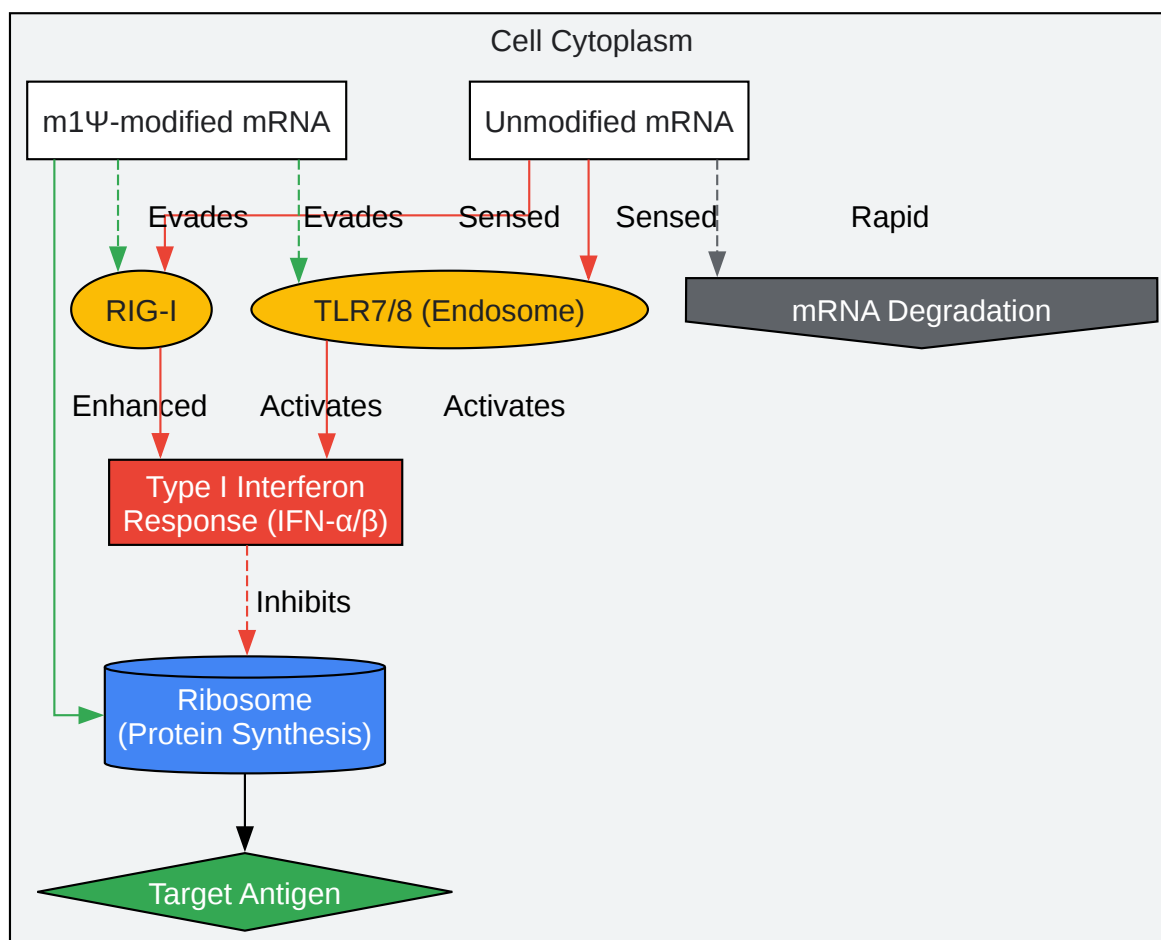 Cell Cytoplasm
m1Ψ-modified mRNA
Unmodified mRNA
Evades
Evades
Sensed
Sensed
Rapid
RIG-I
TLR7/8 (Endosome)
mRNA Degradation
Enhanced
Activates
Activates
Type I Interferon
Response (IFN-α/β)
Inhibits
Ribosome
(Protein Synthesis)
Target Antigen